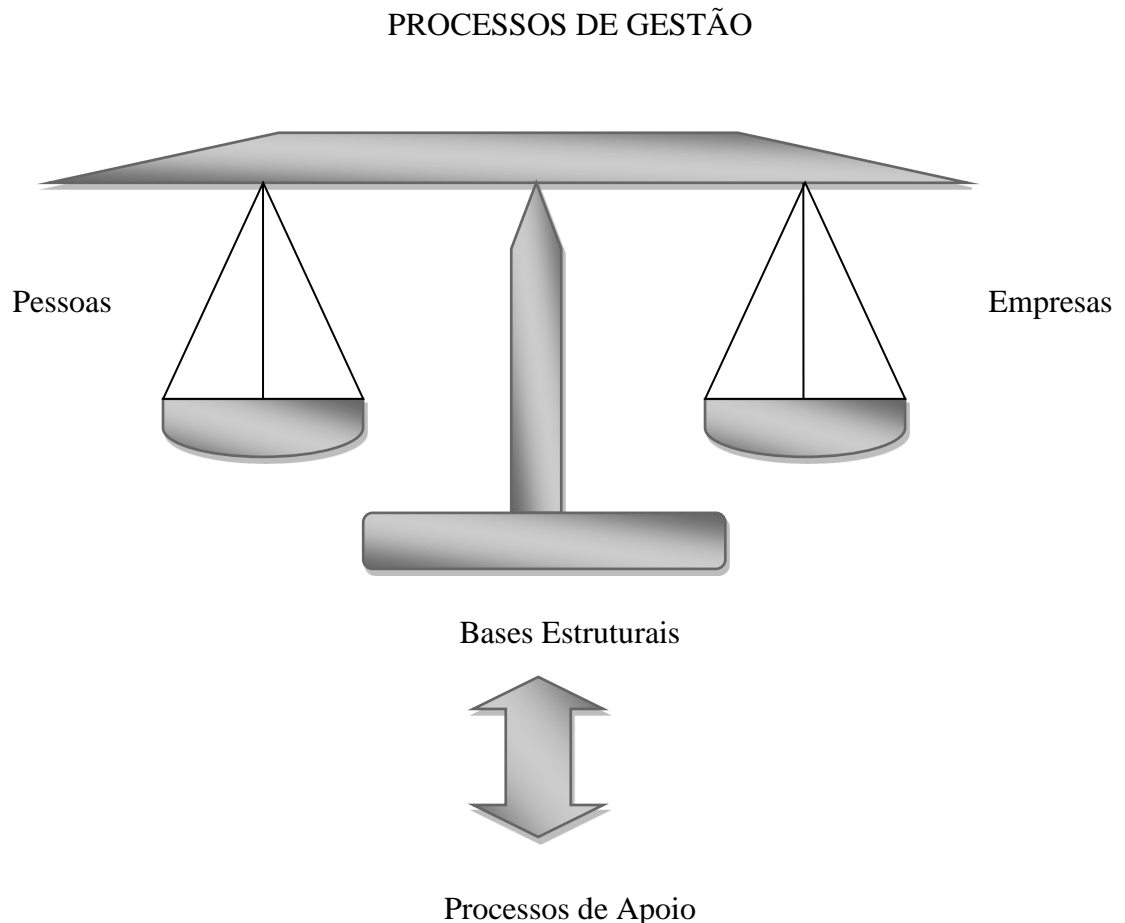 PROCESSOS DE GESTÃO
Pessoas
Empresas
Bases Estruturais
Processos de Apoio